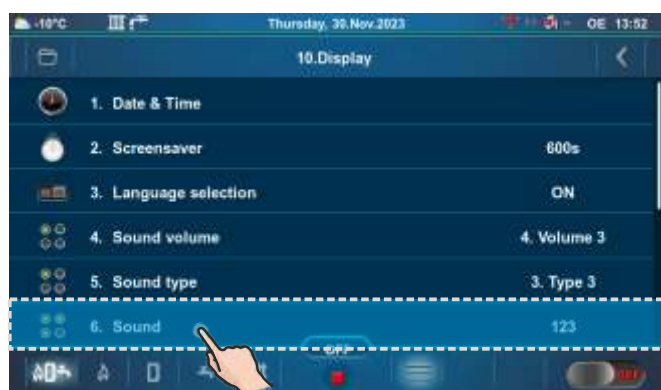 -10°C Thursday, 30.Nov.2023 OE 13:52
10.Display
1. Date & Time
2. Screensaver 600s
3. Language selection ON
4. Sound volume 4. Volume 3
5. Sound type 3. Type 3
6. Sound 123
OFF
OFF